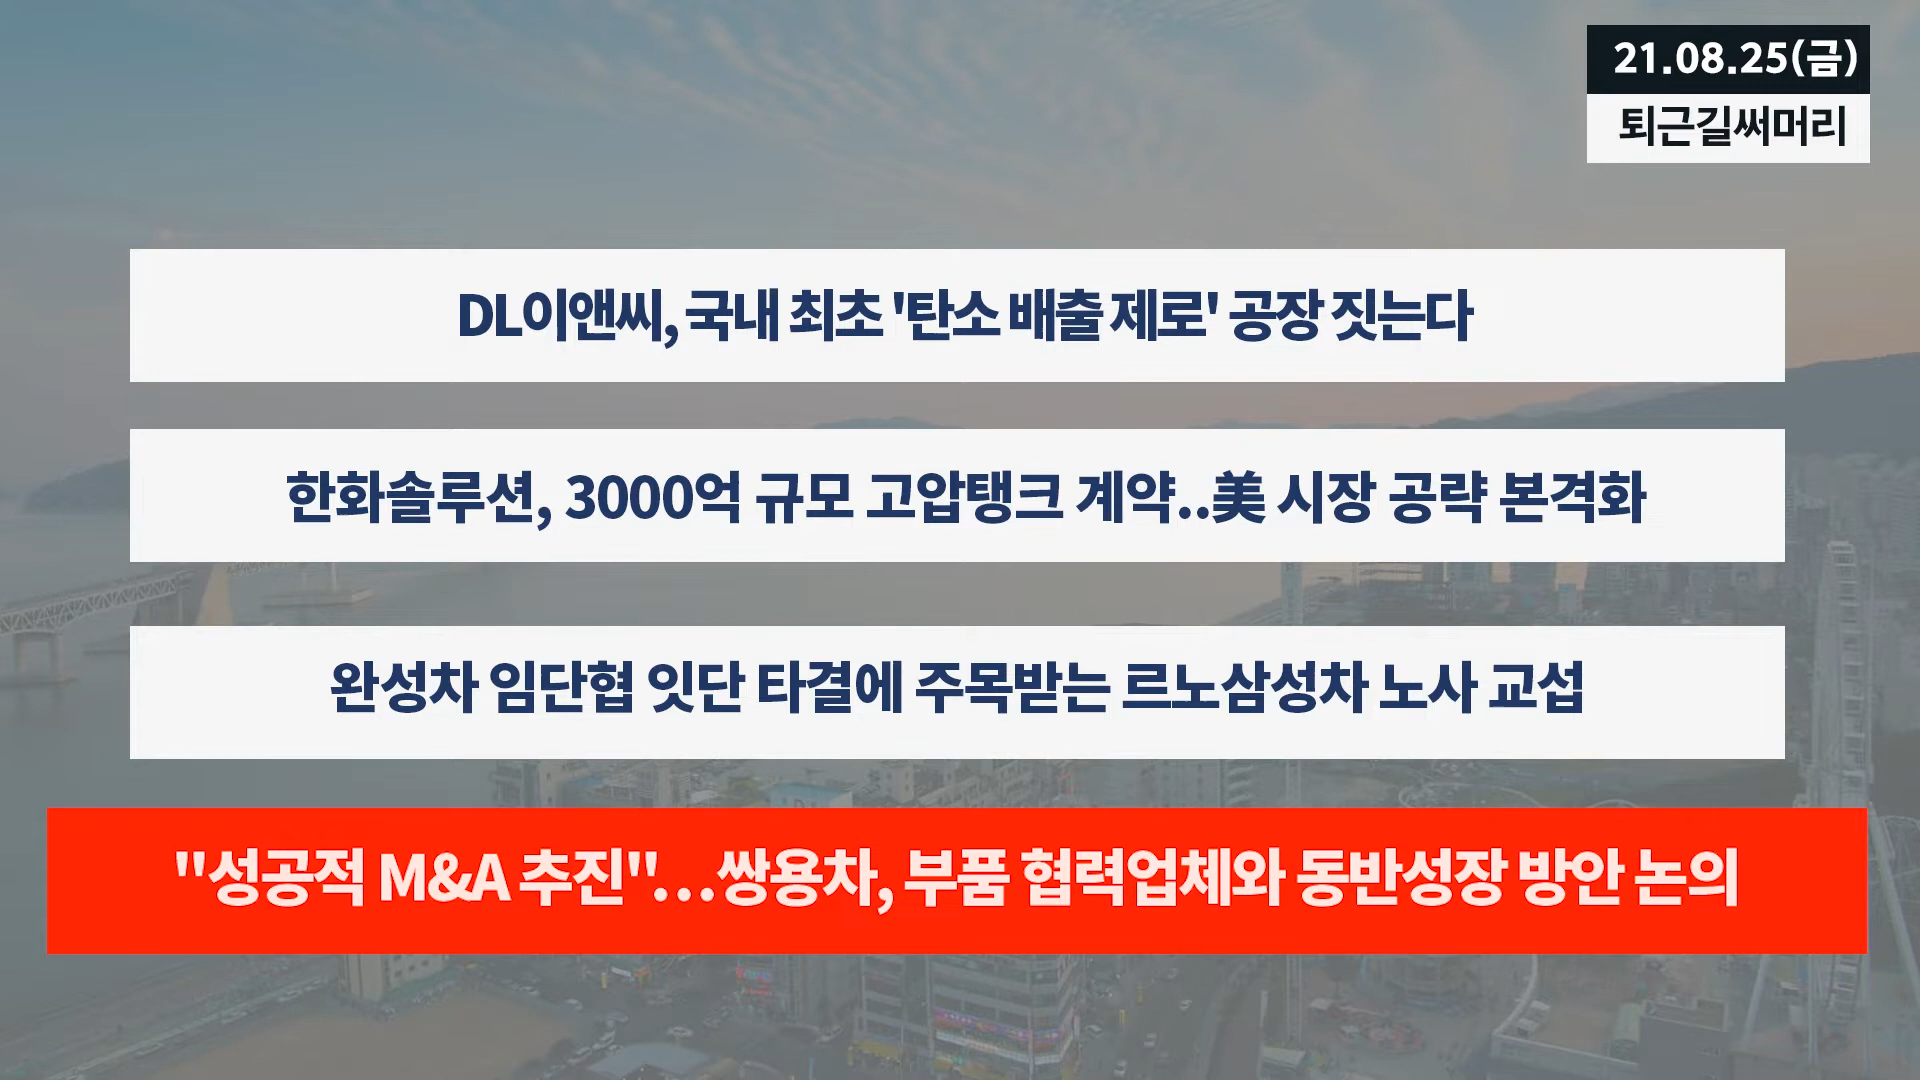 21.08.25(금)
퇴근길써머리
DL이앤씨, 국내 최초 '탄소 배출 제로' 공장 짓는다
한화솔루션, 3000억 규모 고압탱크 계약..美 시장 공략 본격화
완성차 임단협 잇단 타결에 주목받는 르노삼성차 노사 교섭
"성공적 M&A 추진"…쌍용차, 부품 협력업체와 동반성장 방안 논의